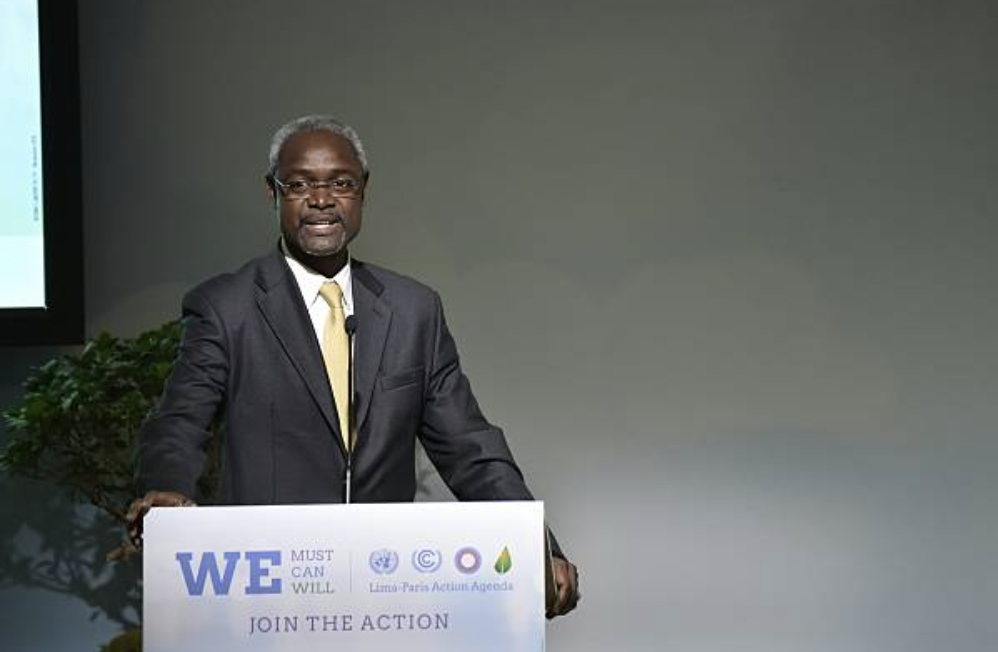 WE
MUST
CAN
WILL
Lima-Paris Action Agenda
JOIN THE ACTION